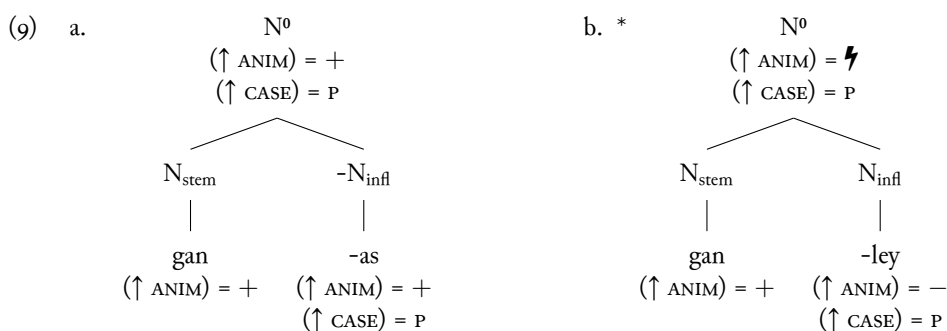 (9) a. N⁰ b. * N⁰
(↑ ANIM) = + (↑ ANIM) =
(↑ CASE) = P (↑ CASE) = P
N_stem -N_infl N_stem N_infl
gan -as gan -ley
(↑ ANIM) = + (↑ ANIM) = + (↑ ANIM) = + (↑ ANIM) = −
(↑ CASE) = P (↑ CASE) = P